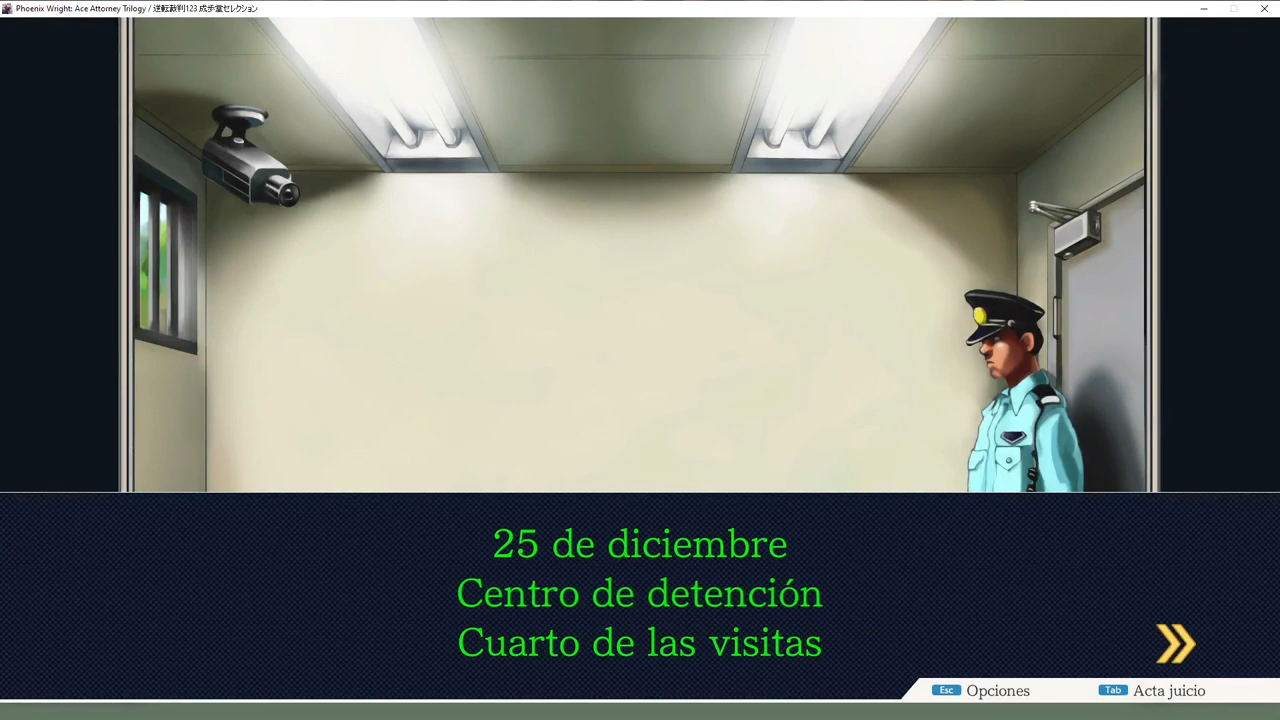 Phoenix Wright: Ace Attorney Trilogy / 逆転裁判123 成歩堂セレクション
25 de diciembre
Centro de detención
Cuarto de las visitas
Esc Opciones Tab Acta juicio